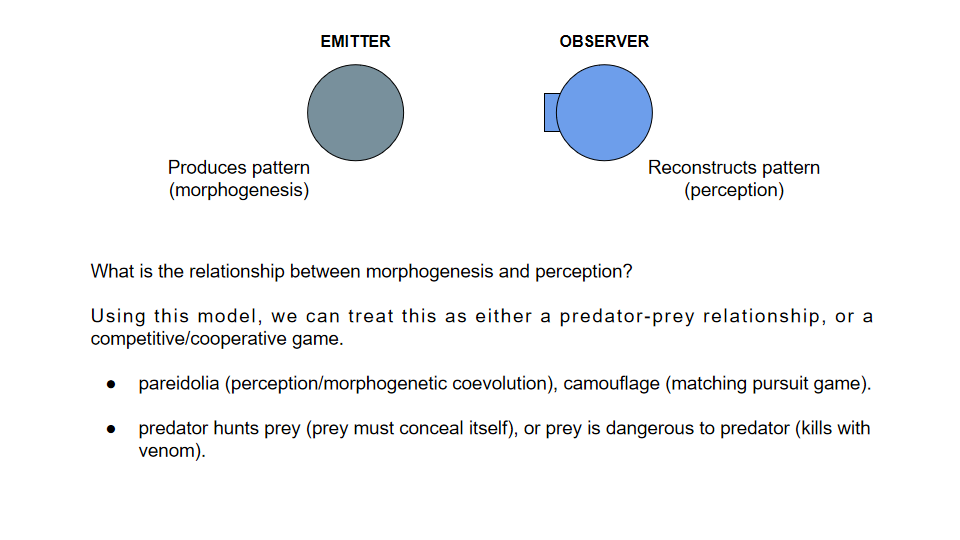 EMITTER
OBSERVER
Produces pattern
(morphogenesis)
Reconstructs pattern
(perception)
What is the relationship between morphogenesis and perception?
Using this model, we can treat this as either a predator-prey relationship, or a
competitive/cooperative game.
● pareidolia (perception/morphogenetic coevolution), camouflage (matching pursuit game).
● predator hunts prey (prey must conceal itself), or prey is dangerous to predator (kills with
venom).